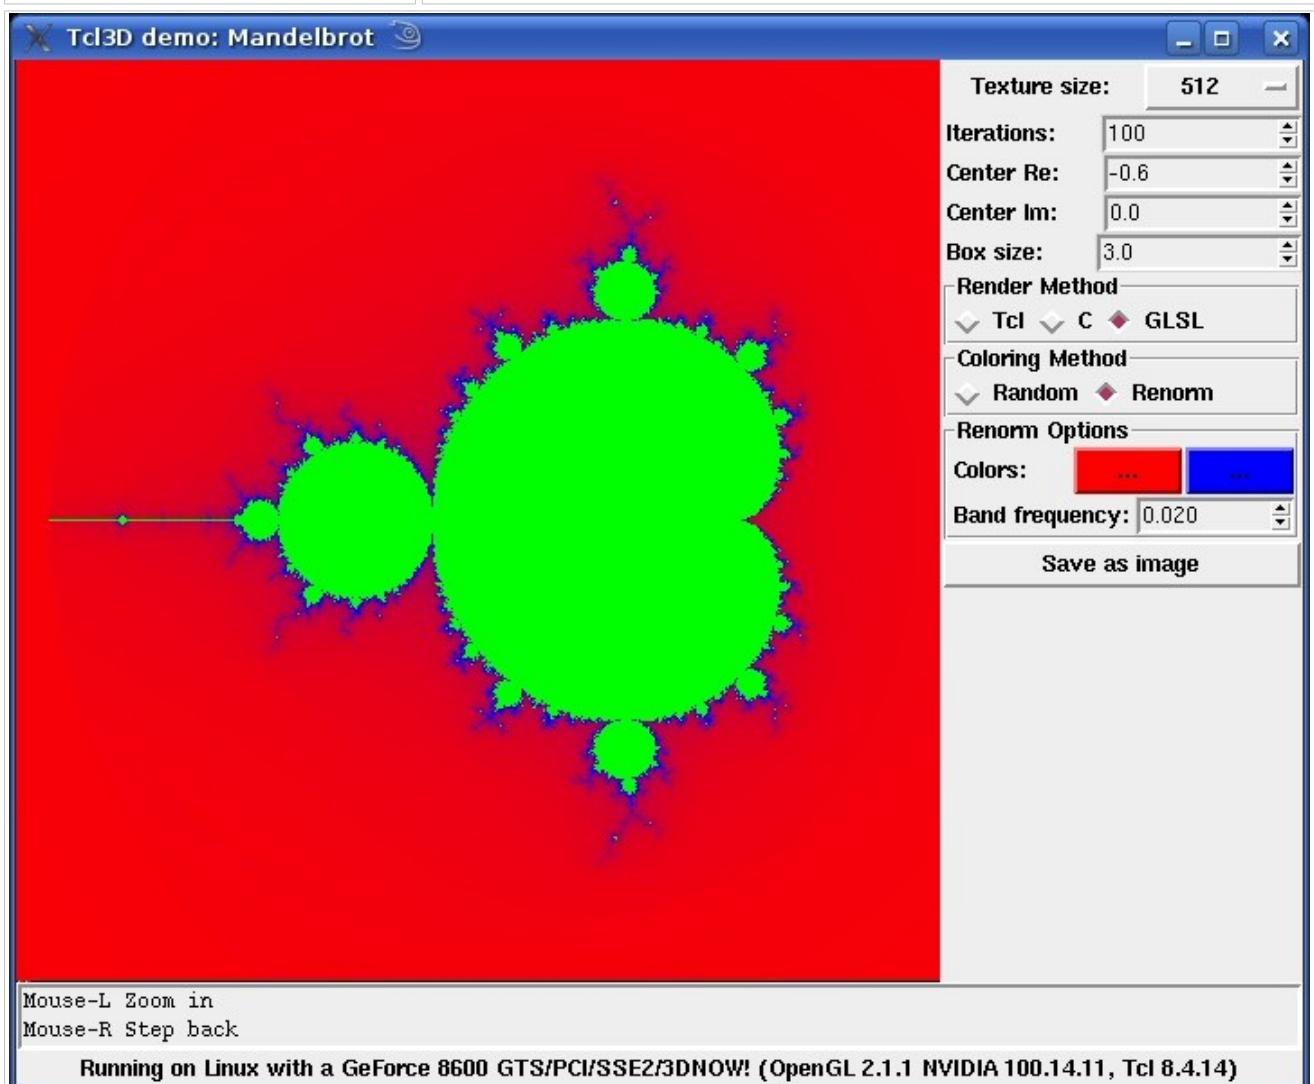 Tcl3D demo: Mandelbrot
Texture size: 512
Iterations: 100
Center Re: -0.6
Center Im: 0.0
Box size: 3.0
Render Method
Tcl C GLSL
Coloring Method
Random Renorm
Renorm Options
Colors: ... ...
Band frequency: 0.020
Save as image
Mouse-L Zoom in
Mouse-R Step back
Running on Linux with a GeForce 8600 GTS/PCI/SSE2/3DNOW! (OpenGL 2.1.1 NVIDIA 100.14.11, Tcl 8.4.14)